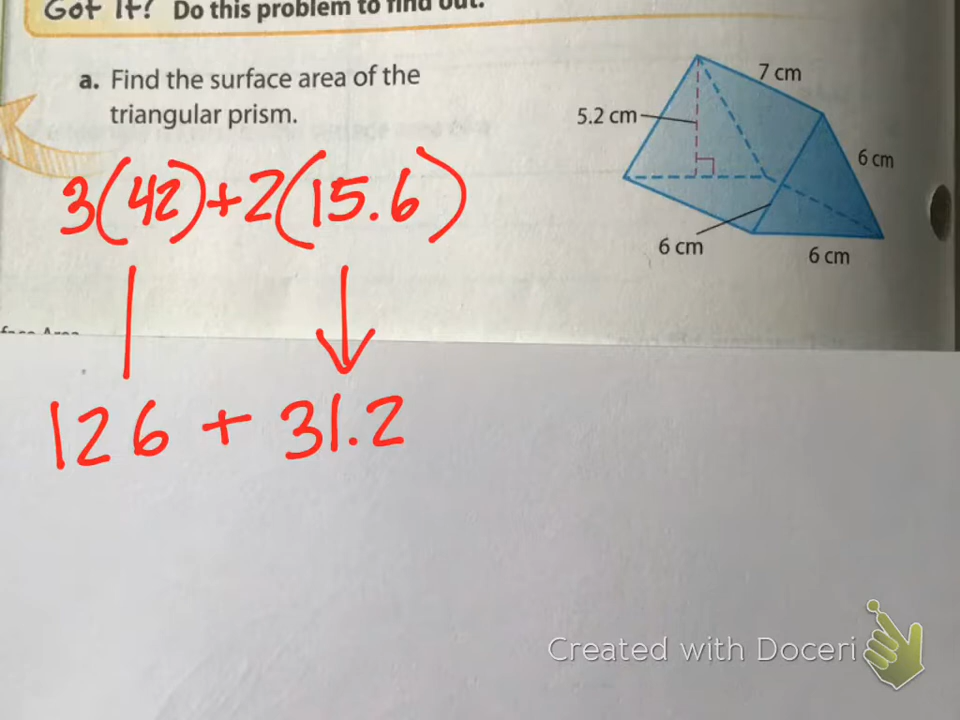 Got It? Do this problem to find out.
a. Find the surface area of the
triangular prism.
7 cm
5.2 cm
6 cm
6 cm
6 cm
3(42)+2(15.6)
126 + 31.2
Created with Doceri